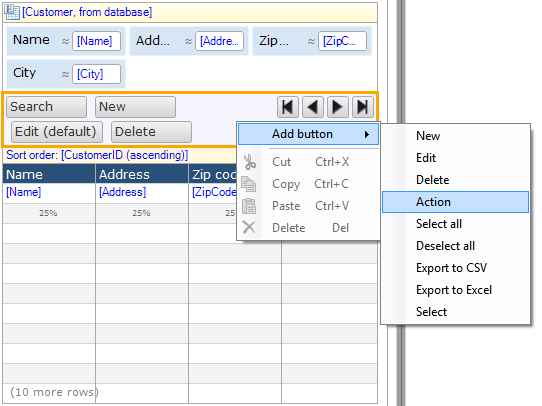 [Customer, from database]
Name ≈ [Name] Add... ≈ [Addre... Zip... ≈ [ZipC...
City ≈ [City]
Search New
Edit (default) Delete
Add button
Cut Ctrl+X
Copy Ctrl+C
Paste Ctrl+V
Delete Del
New
Edit
Delete
Action
Select all
Deselect all
Export to CSV
Export to Excel
Select
Sort order: [CustomerID (ascending)]
Name Address Zip cod
[Name] [Address] [ZipCode
25% 25% 25% 25%
(10 more rows)